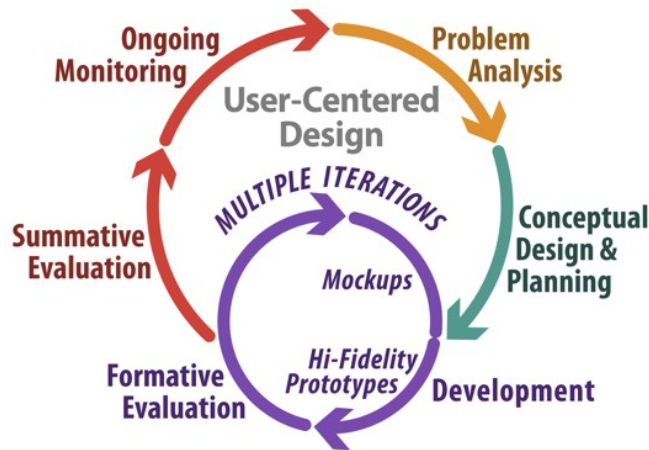 Ongoing
Monitoring
Problem
Analysis
User-Centered
Design
MULTIPLE ITERATIONS
Conceptual
Design &
Planning
Summative
Evaluation
Mockups
Hi-Fidelity
Prototypes
Development
Formative
Evaluation